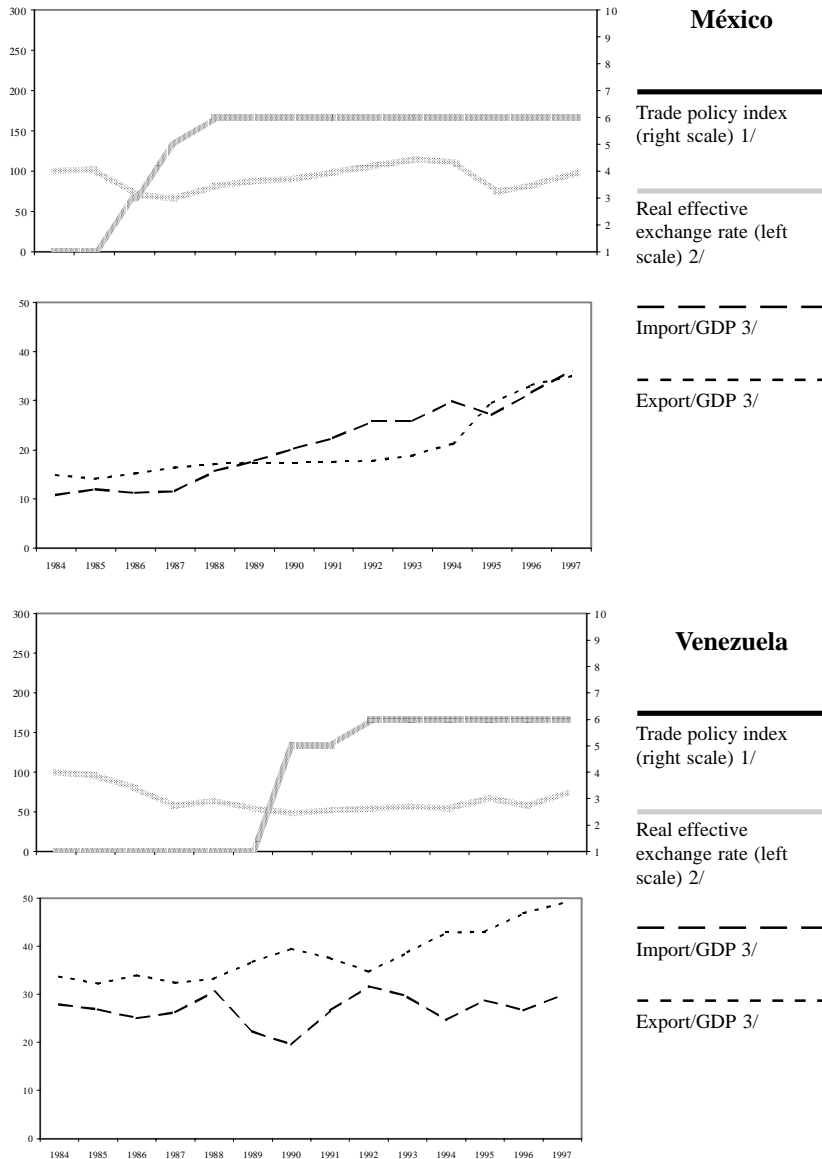 México
300
250
200
150
100
50
0
10
9
8
7
6
5
4
3
2
1
Trade policy index
(right scale) 1/
Real effective
exchange rate (left
scale) 2/
Import/GDP 3/
Export/GDP 3/
50
40
30
20
10
0
1984 1985 1986 1987 1988 1989 1990 1991 1992 1993 1994 1995 1996 1997
Venezuela
300
250
200
150
100
50
0
10
9
8
7
6
5
4
3
2
1
Trade policy index
(right scale) 1/
Real effective
exchange rate (left
scale) 2/
Import/GDP 3/
Export/GDP 3/
50
40
30
20
10
0
1984 1985 1986 1987 1988 1989 1990 1991 1992 1993 1994 1995 1996 1997